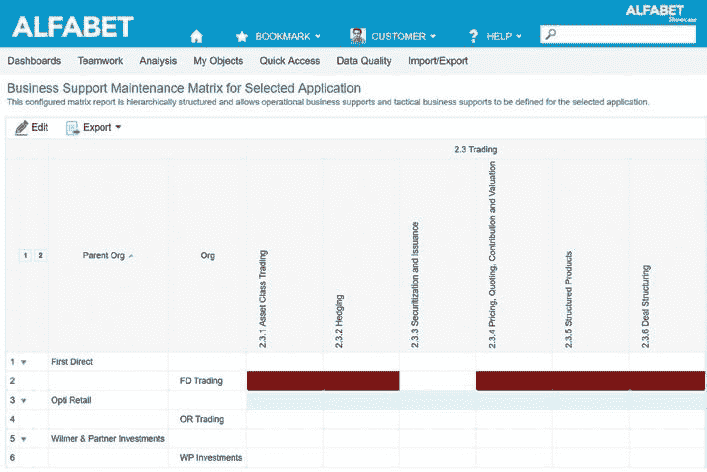 ALFABET
BOOKMARK
CUSTOMER
? HELP
ALFABET
Dashboards Teamwork Analysis My Objects Quick Access Data Quality Import/Export
Business Support Maintenance Matrix for Selected Application
This configured matrix report is hierarchically structured and allows operational business supports and tactical business supports to be defined for the selected application.
Edit Export
2.3 Trading
1 2 Parent Org Org
2.3.1 Asset Class Trading
2.3.2 Hedging
2.3.3 Securitization and Issuance
2.3.4 Pricing, Quoting, Contribution and Valuation
2.3.5 Structured Products
2.3.6 Deal Structuring
1 First Direct
2 FD Trading
3 Opti Retail
4 OR Trading
5 Wilmer & Partner Investments
6 WP Investments